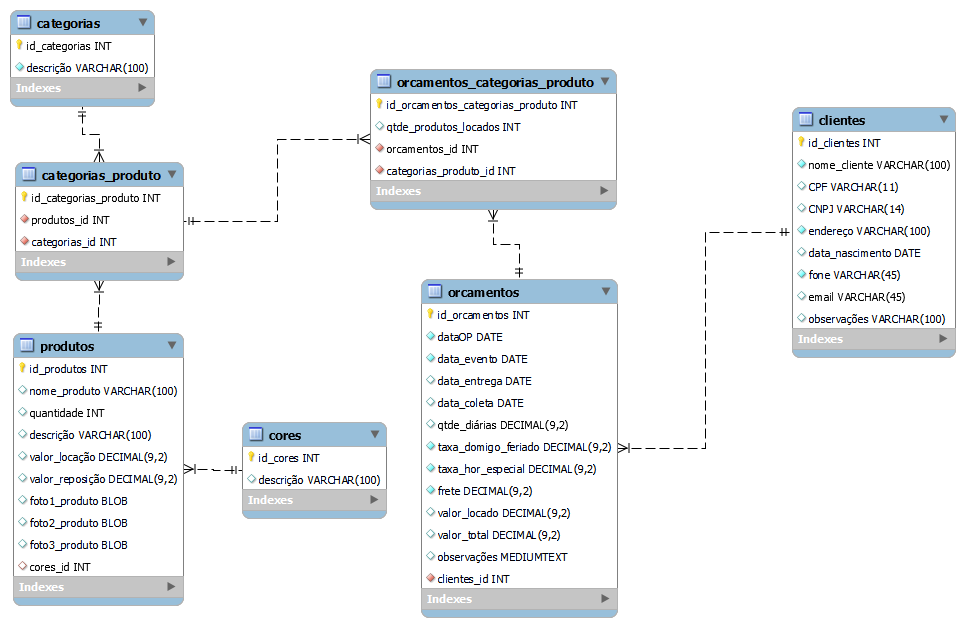 categorias
id_categorias INT
descrição VARCHAR(100)
Indexes
categorias_produto
id_categorias_produto INT
produtos_id INT
categorias_id INT
Indexes
produtos
id_produtos INT
nome_produto VARCHAR(100)
quantidade INT
descrição VARCHAR(100)
valor_locação DECIMAL(9,2)
valor_reposição DECIMAL(9,2)
foto1_produto BLOB
foto2_produto BLOB
foto3_produto BLOB
cores_id INT
Indexes
cores
id_cores INT
descrição VARCHAR(100)
Indexes
orcamentos_categorias_produto
id_orcamentos_categorias_produto INT
qtde_produtos_locados INT
orcamentos_id INT
categorias_produto_id INT
Indexes
orcamentos
id_orcamentos INT
dataOP DATE
data_evento DATE
data_entrega DATE
data_coleta DATE
qtde_diárias DECIMAL(9,2)
taxa_domigo_feriado DECIMAL(9,2)
taxa_hor_especial DECIMAL(9,2)
frete DECIMAL(9,2)
valor_locado DECIMAL(9,2)
valor_total DECIMAL(9,2)
observações MEDIUMTEXT
clientes_id INT
Indexes
clientes
id_clientes INT
nome_cliente VARCHAR(100)
CPF VARCHAR(11)
CNPJ VARCHAR(14)
endereço VARCHAR(100)
data_nascimento DATE
fone VARCHAR(45)
email VARCHAR(45)
observações VARCHAR(100)
Indexes